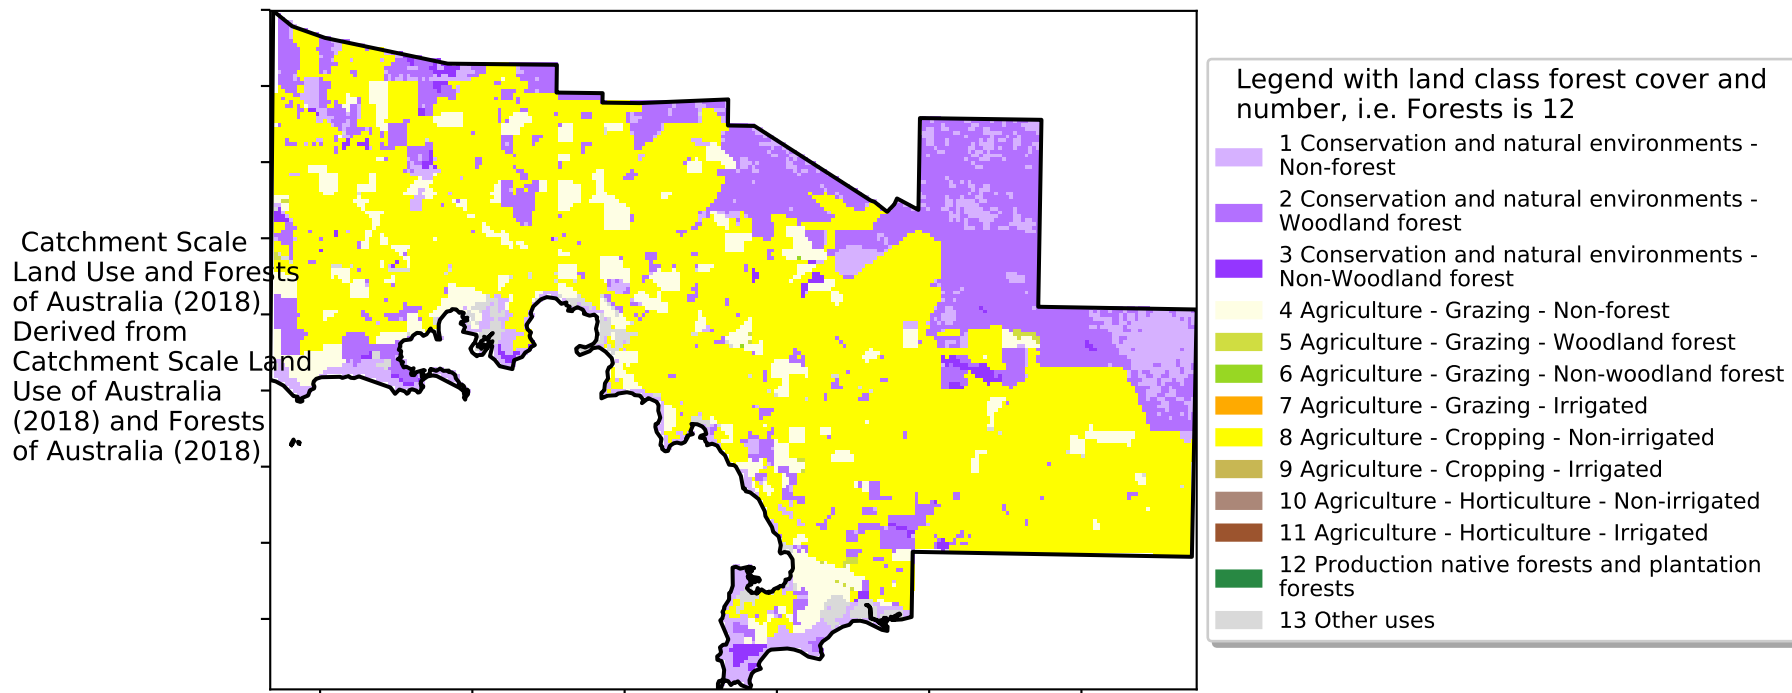 Catchment Scale
Land Use and Forests
of Australia (2018)
Derived from
Catchment Scale Land
Use of Australia
(2018) and Forests
of Australia (2018)
Legend with land class forest cover and
number, i.e. Forests is 12
1 Conservation and natural environments -
Non-forest
2 Conservation and natural environments -
Woodland forest
3 Conservation and natural environments -
Non-Woodland forest
4 Agriculture - Grazing - Non-forest
5 Agriculture - Grazing - Woodland forest
6 Agriculture - Grazing - Non-woodland forest
7 Agriculture - Grazing - Irrigated
8 Agriculture - Cropping - Non-irrigated
9 Agriculture - Cropping - Irrigated
10 Agriculture - Horticulture - Non-irrigated
11 Agriculture - Horticulture - Irrigated
12 Production native forests and plantation
forests
13 Other uses